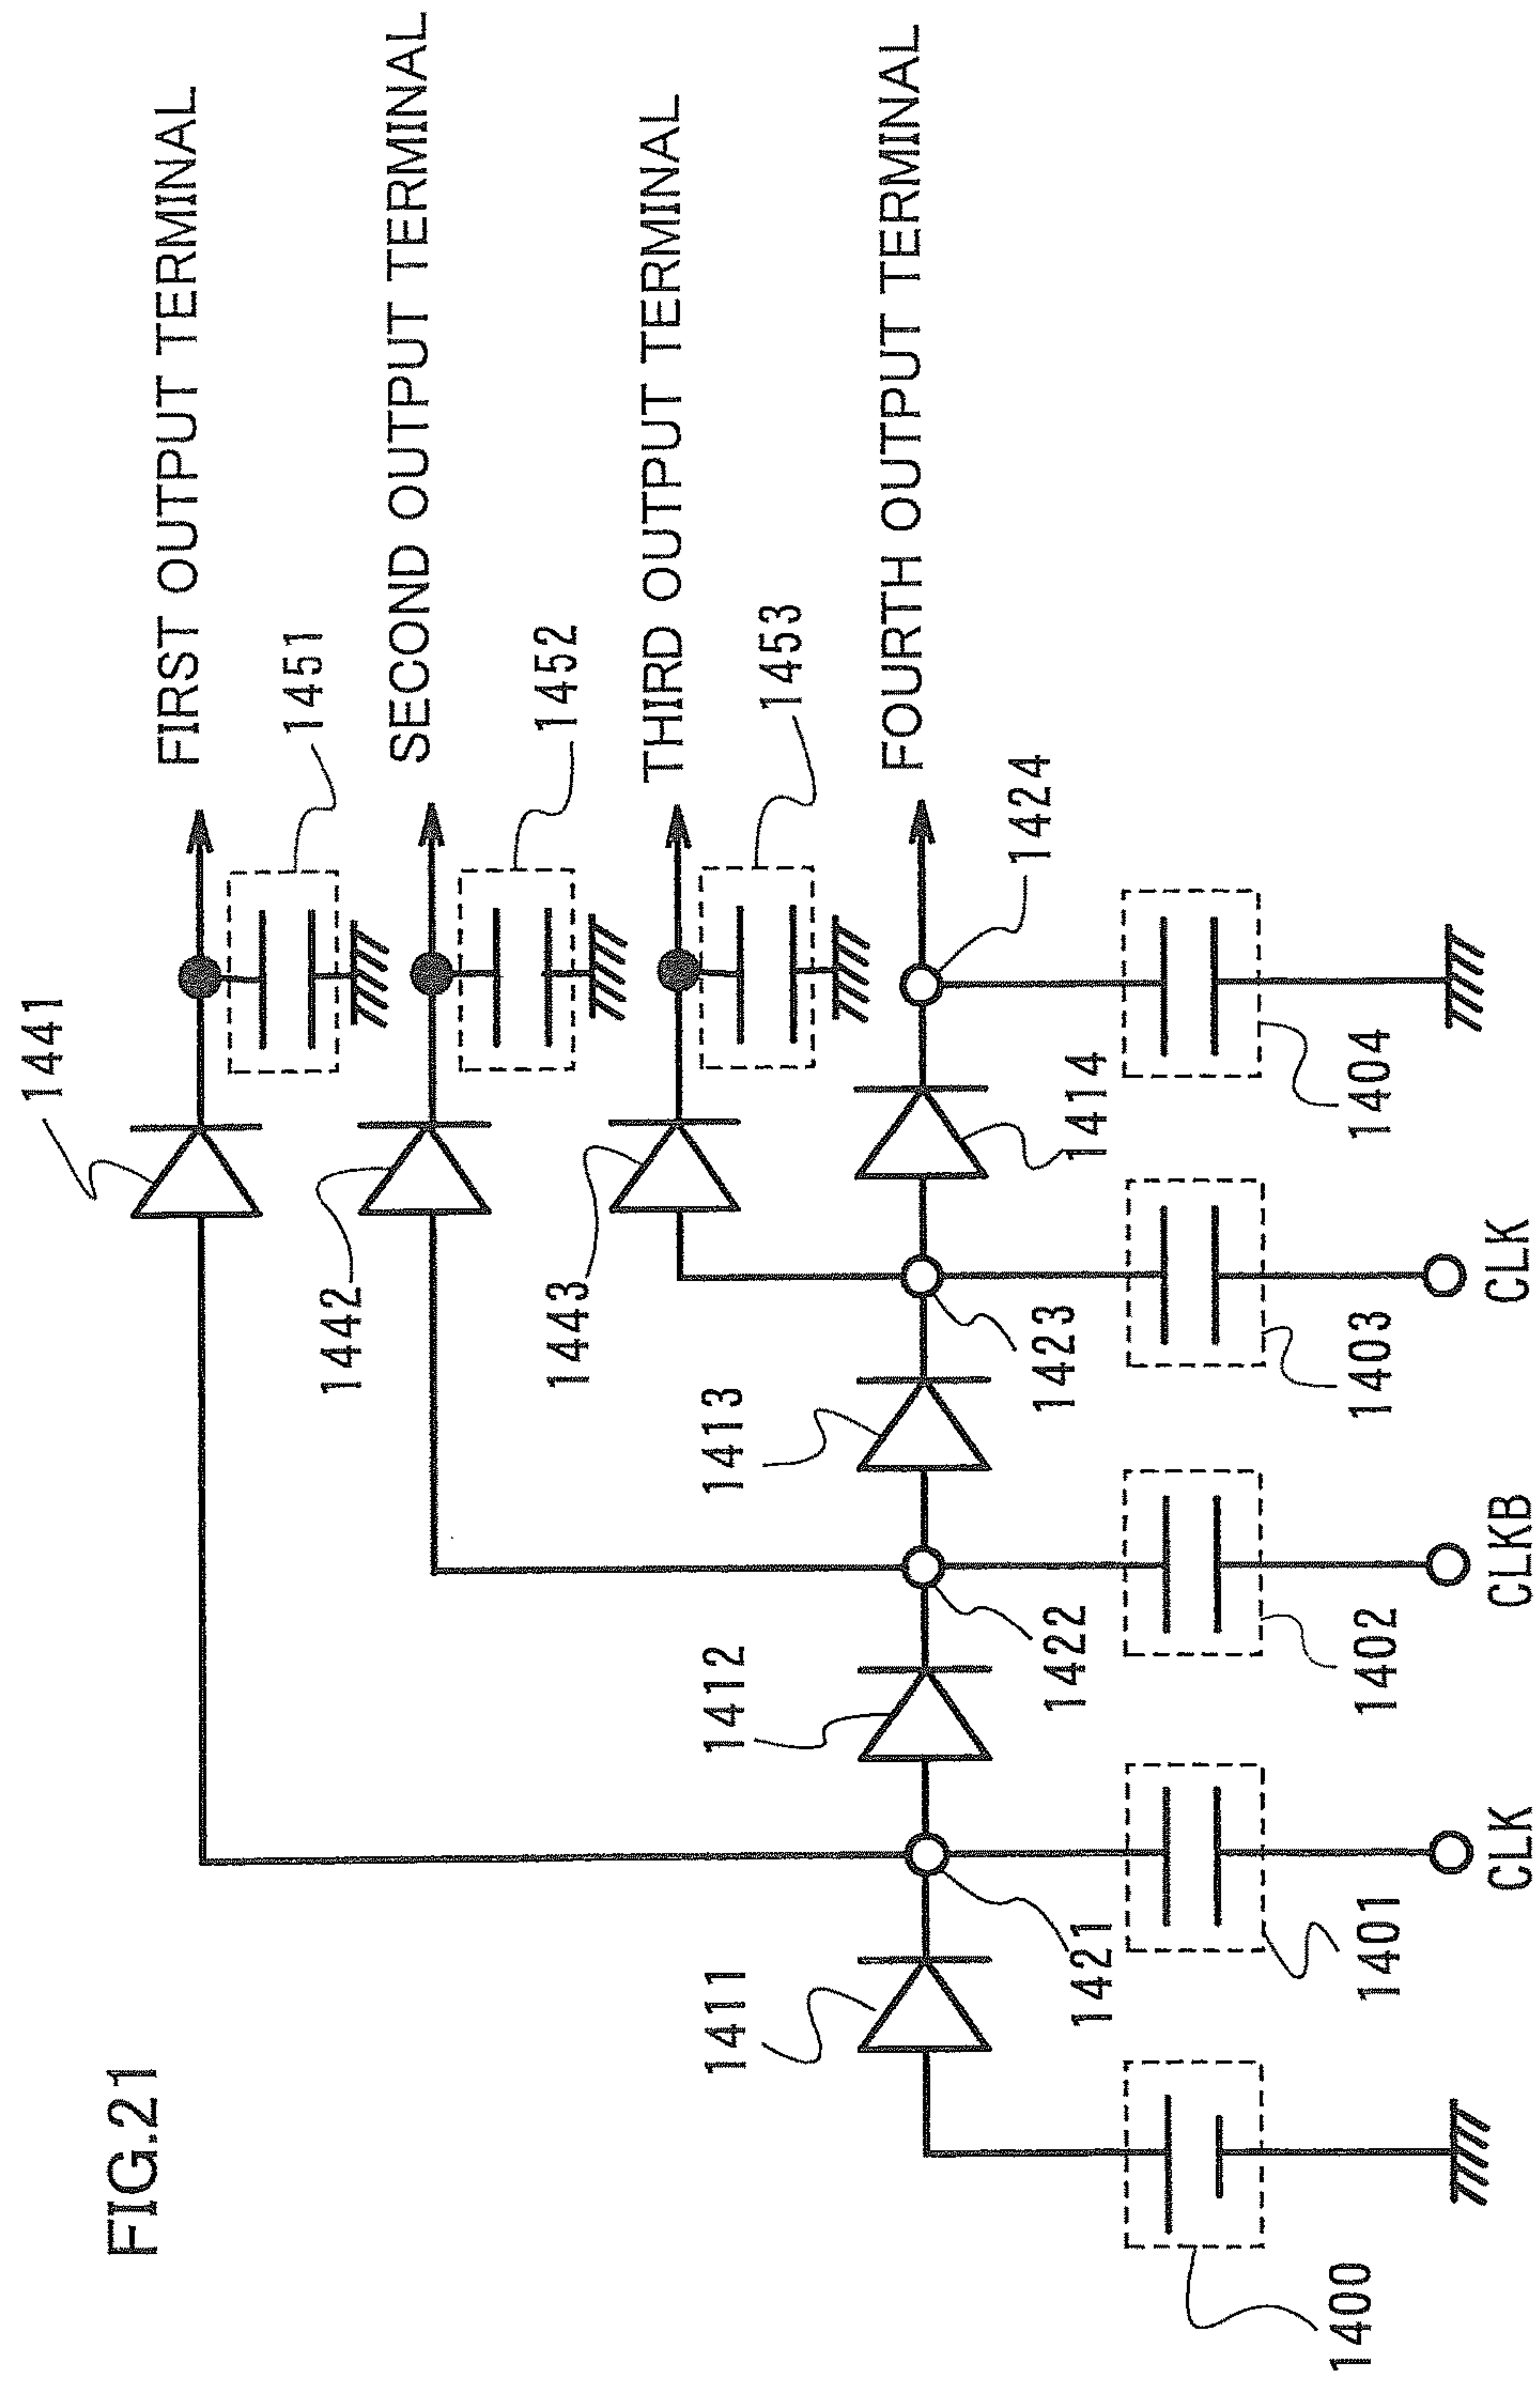 FIG.21
FIRST OUTPUT TERMINAL
1441
1451
SECOND OUTPUT TERMINAL
1442
1452
THIRD OUTPUT TERMINAL
1443
1453
FOURTH OUTPUT TERMINAL
1411
1412
1413
1414
1421
1422
1423
1424
1400
1401
1402
1403
1404
CLK
CLKB
CLK